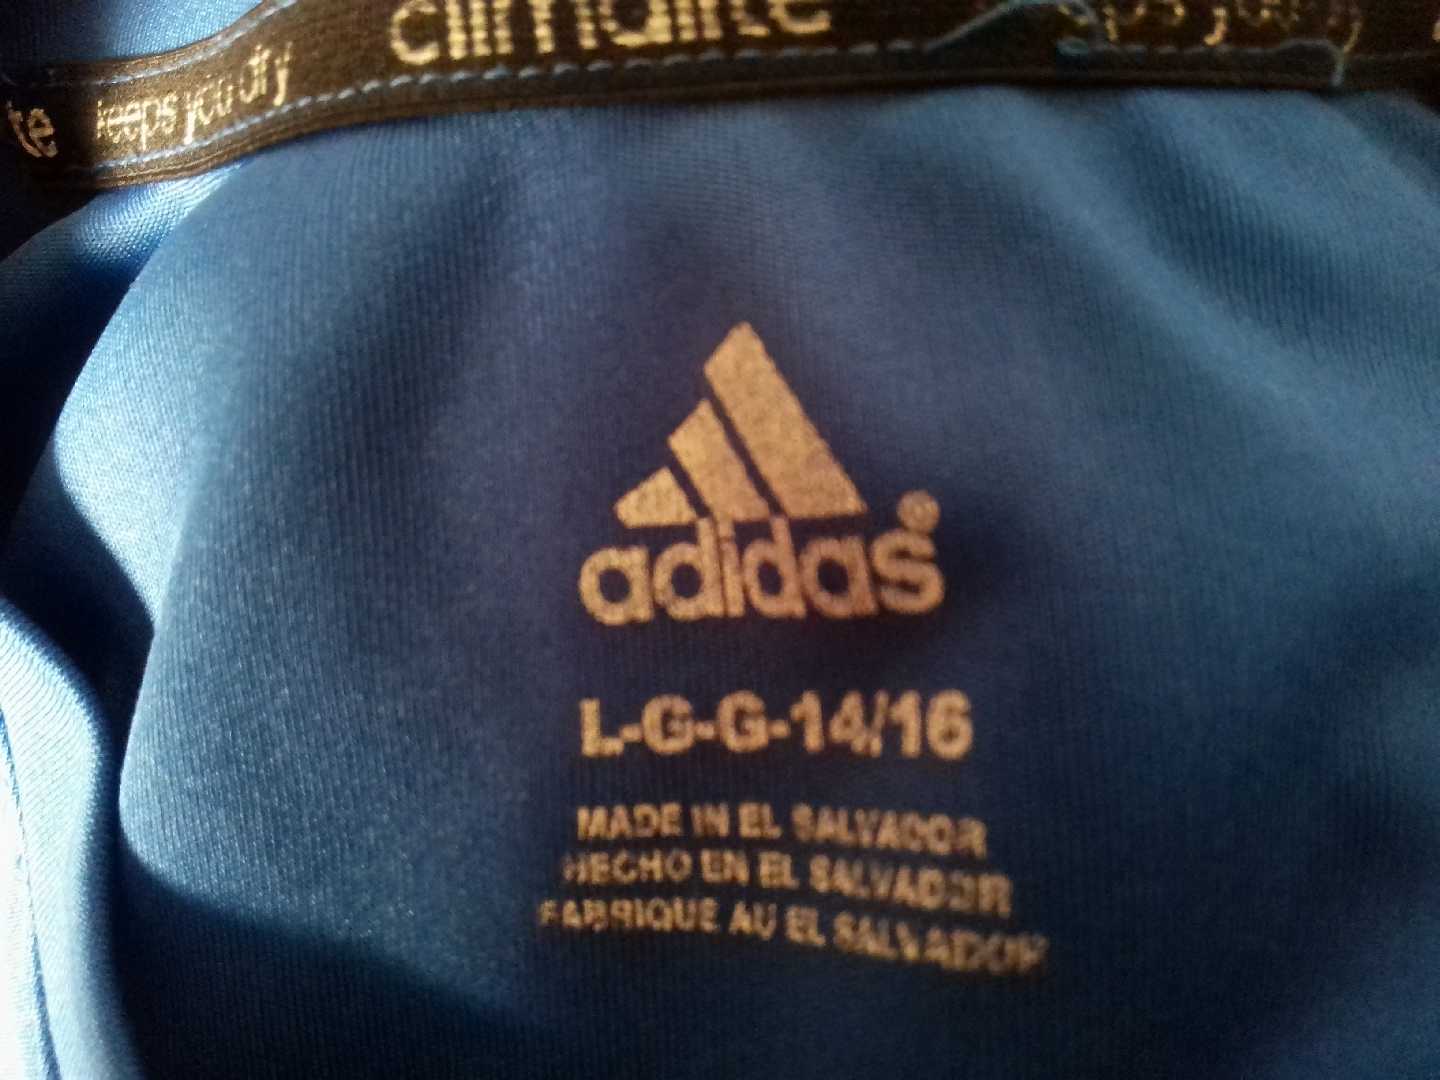 climalite
te keeps you dry
adidas®
L-G-G-14/16
MADE IN EL SALVADOR
HECHO EN EL SALVADOR
FABRIQUE AU EL SALVADOR